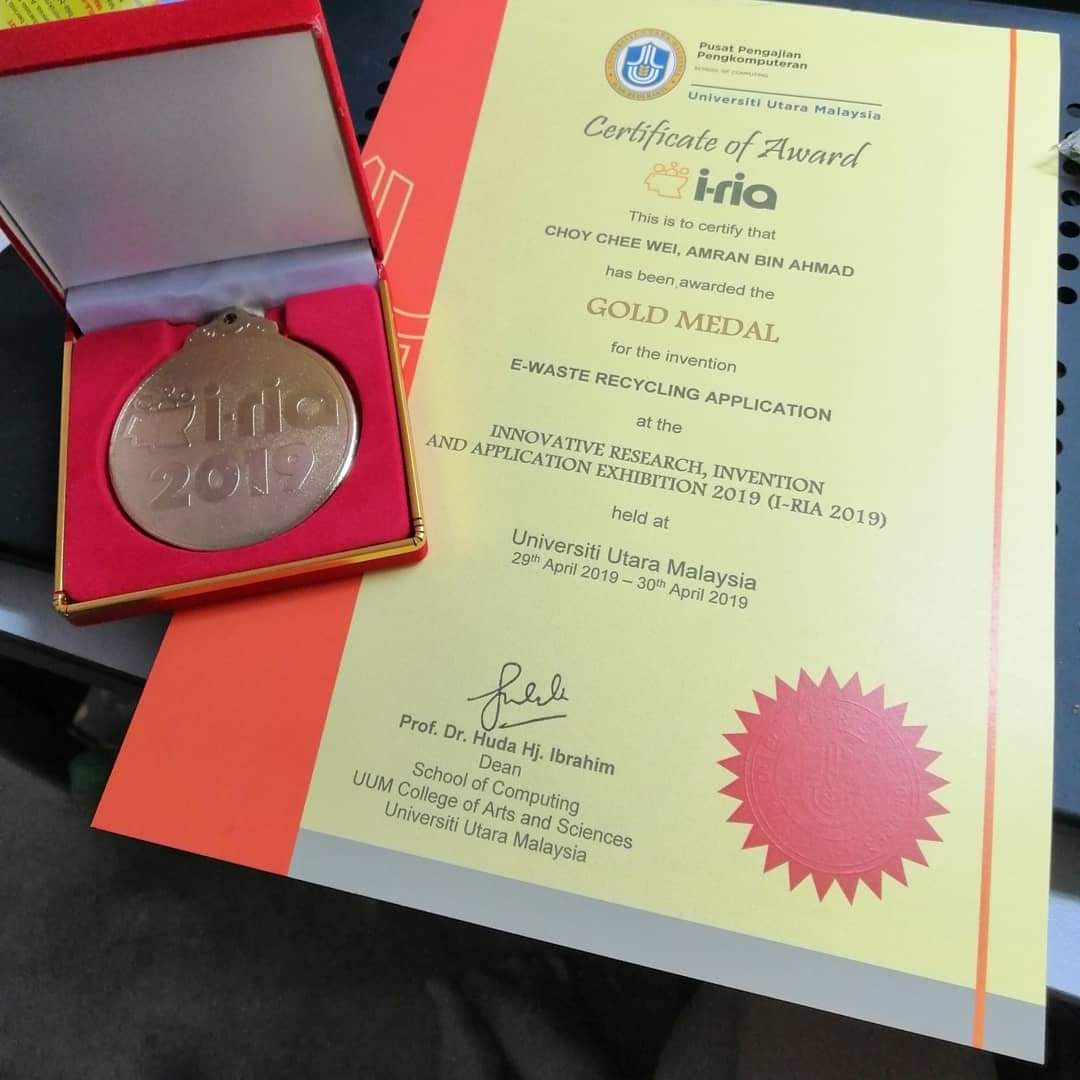 i-ria
2019
Pusat Pengajian
Pengkomputeran
SCHOOL OF COMPUTING
Universiti Utara Malaysia
Certificate of Award
i-ria
This is to certify that
CHOY CHEE WEI, AMRAN BIN AHMAD
has been awarded the
GOLD MEDAL
for the invention
E-WASTE RECYCLING APPLICATION
at the
INNOVATIVE RESEARCH, INVENTION
AND APPLICATION EXHIBITION 2019 (I-RIA 2019)
held at
Universiti Utara Malaysia
29th April 2019 – 30th April 2019
Prof. Dr. Huda Hj. Ibrahim
Dean
School of Computing
UUM College of Arts and Sciences
Universiti Utara Malaysia